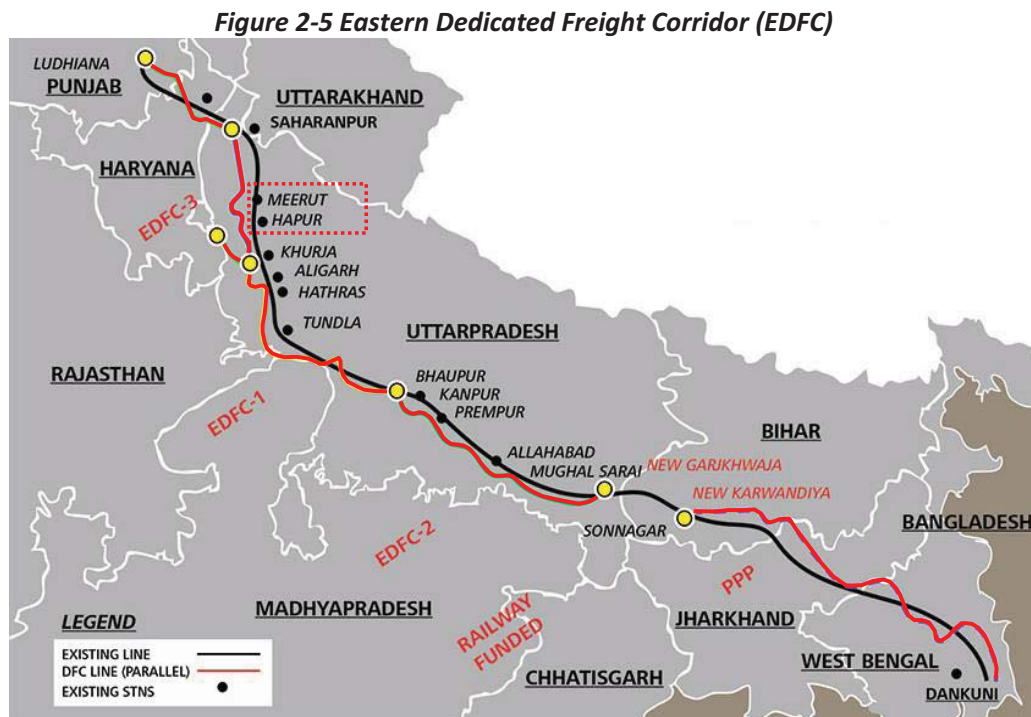 Figure 2-5 Eastern Dedicated Freight Corridor (EDFC)
LUDHIANA
PUNJAB
UTTARAKHAND
SAHARANPUR
HARYANA
MEERUT
HAPUR
EDFC-3
KHURJA
ALIGARH
HATHRAS
TUNDLA
UTTARPRADESH
RAJASTHAN
BHAUPUR
KANPUR
PREMPUR
EDFC-1
BIHAR
ALLAHABAD
MUGHAL SARAI
NEW GARJKHWAJA
NEW KARWANDIYA
BANGLADESH
SONNAGAR
EDFC-2
PPP
MADHYAPRADESH
RAILWAY
FUNDED
JHARKHAND
CHHATISGARH
WEST BENGAL
DANKUNI
LEGEND
EXISTING LINE
DFC LINE (PARALLEL)
EXISTING STNS